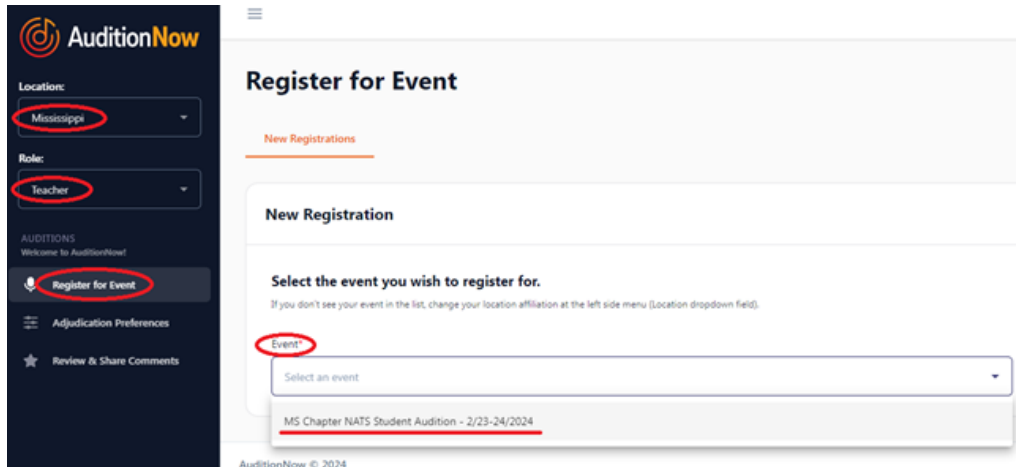 AuditionNow
Location:
Mississippi
Role:
Teacher
AUDITIONS
Welcome to AuditionNow!
Register for Event
Adjudication Preferences
Review & Share Comments
Register for Event
New Registrations
New Registration
Select the event you wish to register for.
If you don't see your event in the list, change your location affiliation at the left side menu (Location dropdown field).
Event*
Select an event
MS Chapter NATS Student Audition - 2/23-24/2024
AuditionNow © 2024